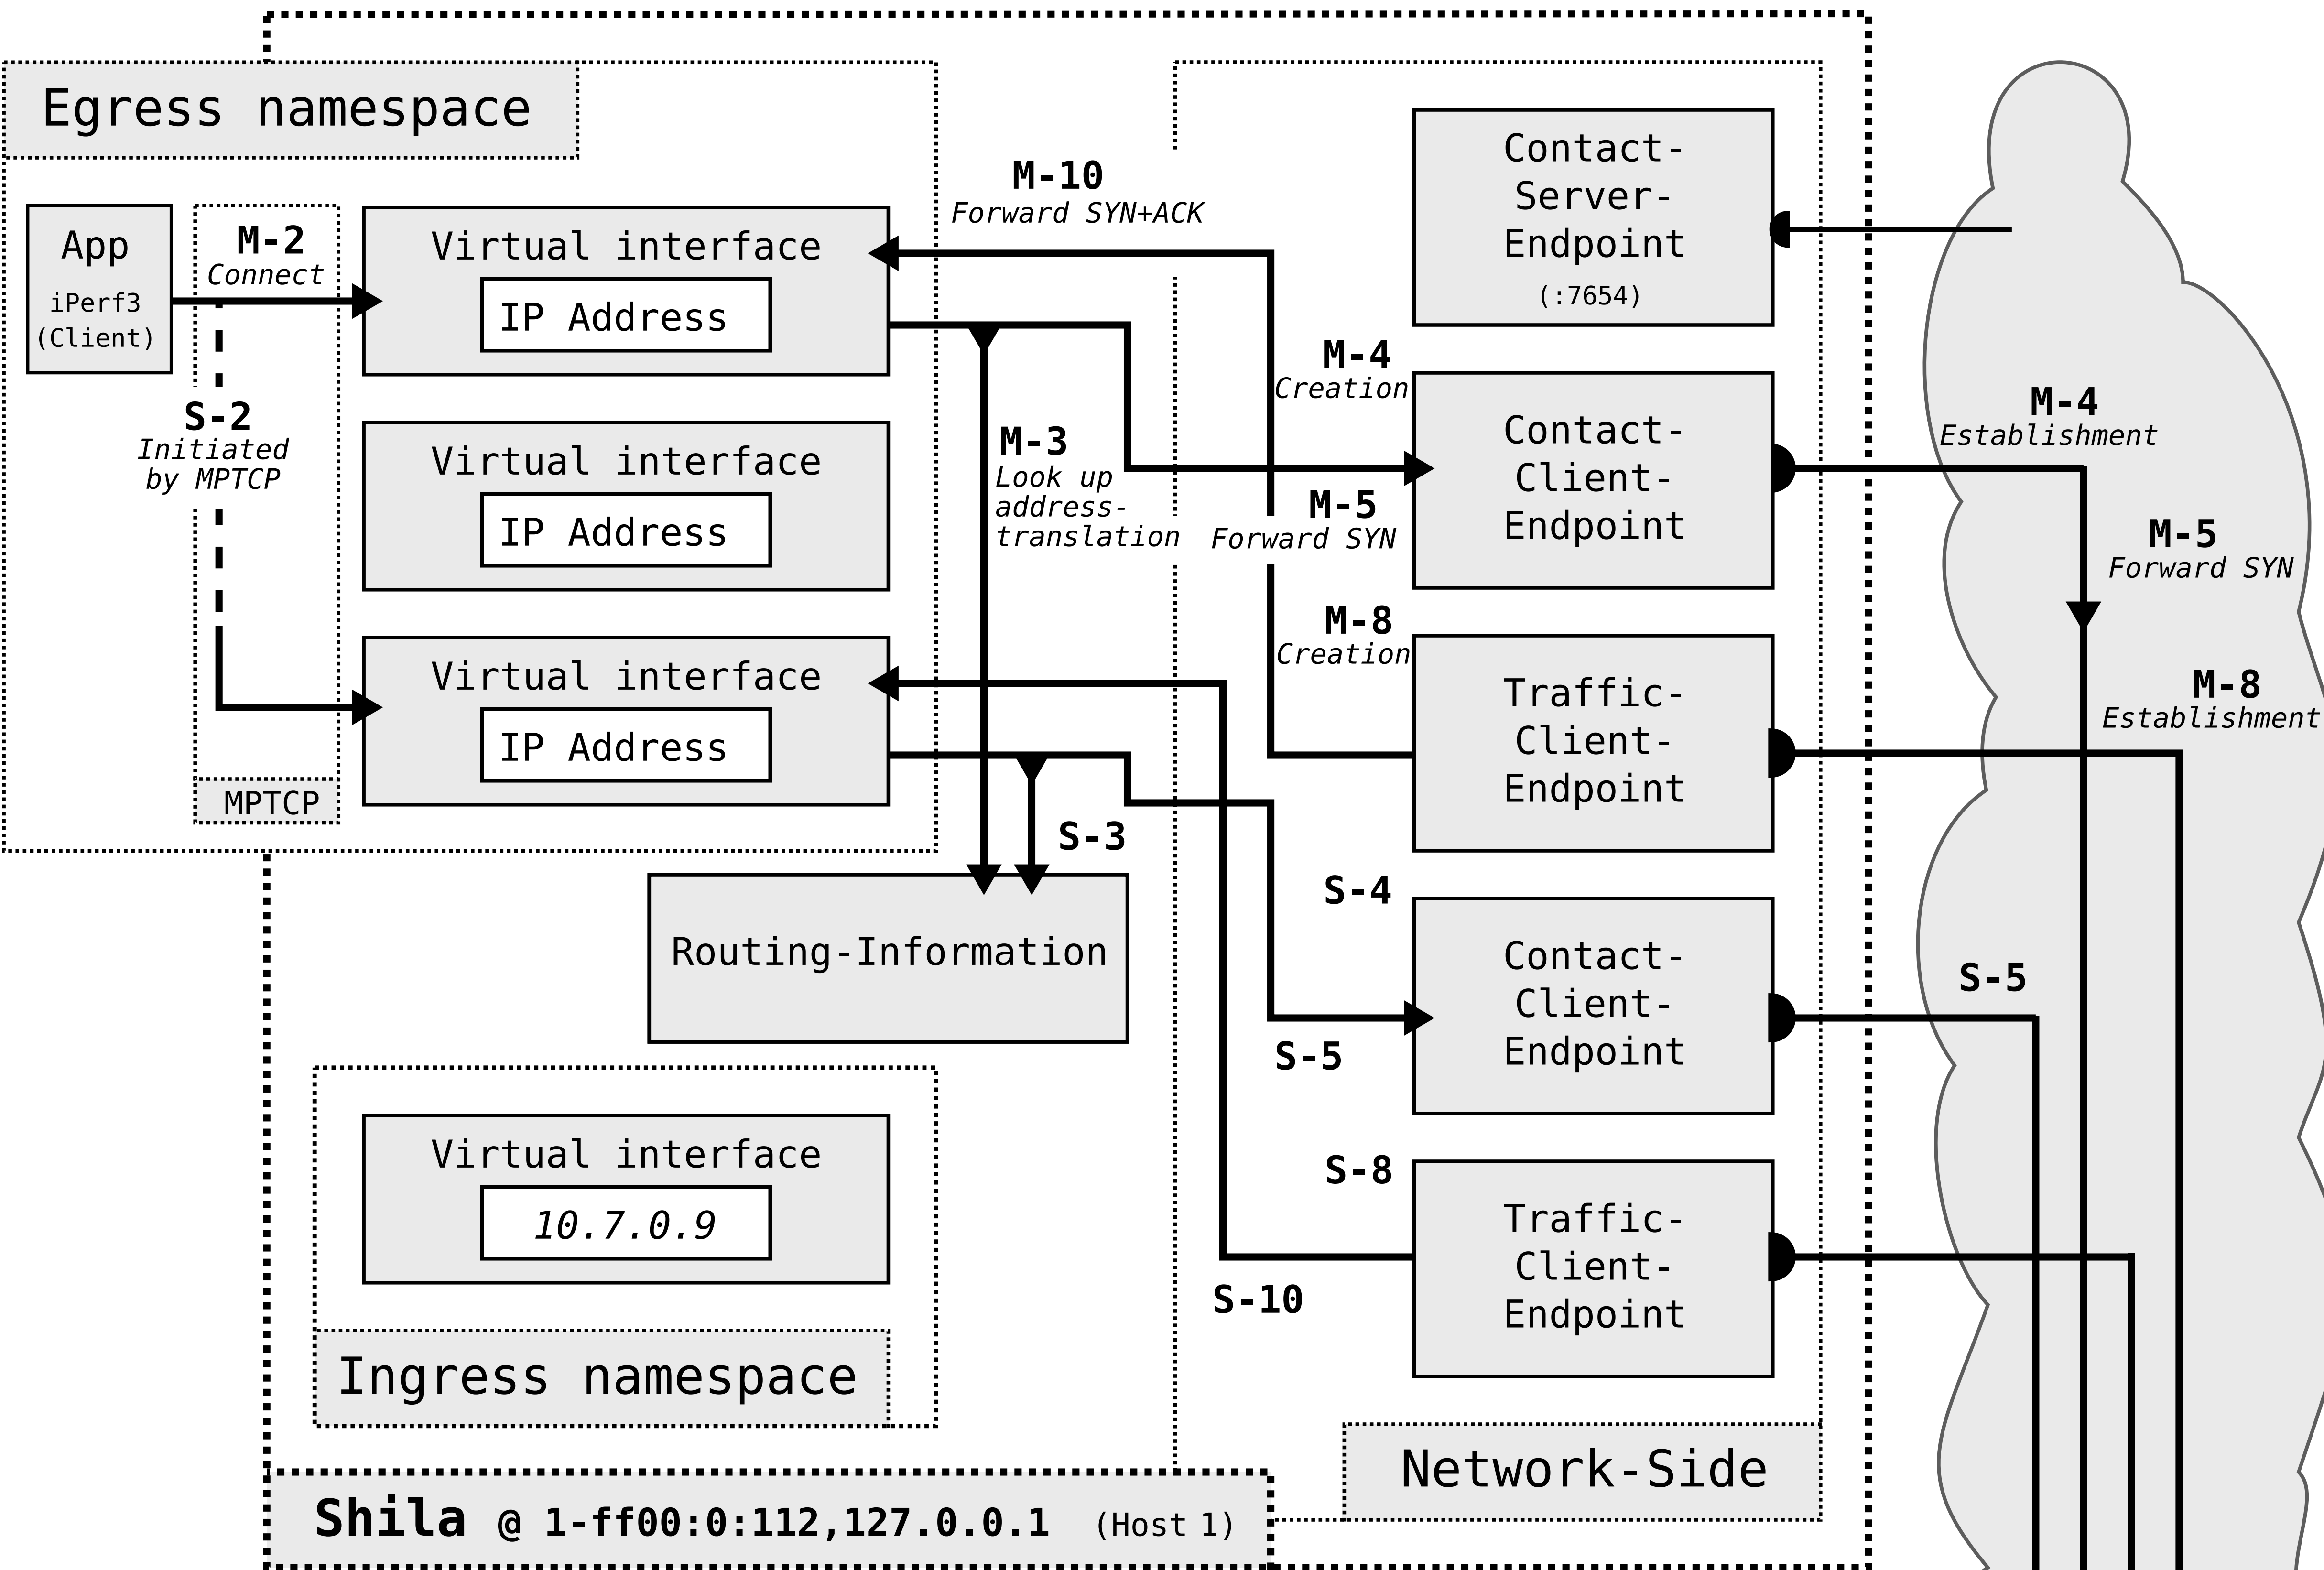 Egress namespace
App
iPerf3
(Client)
M-2
Connect
S-2
Initiated
by MPTCP
MPTCP
Virtual interface
IP Address
Virtual interface
IP Address
Virtual interface
IP Address
M-10
Forward SYN+ACK
M-3
Look up
address-
translation
S-3
Routing-Information
M-4
Creation
M-5
Forward SYN
M-8
Creation
S-4
S-5
S-8
S-10
Contact-
Server-
Endpoint
(:7654)
Contact-
Client-
Endpoint
Traffic-
Client-
Endpoint
Contact-
Client-
Endpoint
Traffic-
Client-
Endpoint
Network-Side
M-4
Establishment
M-5
Forward SYN
M-8
Establishment
S-5
Virtual interface
10.7.0.9
Ingress namespace
Shila @ 1-ff00:0:112,127.0.0.1 (Host 1)